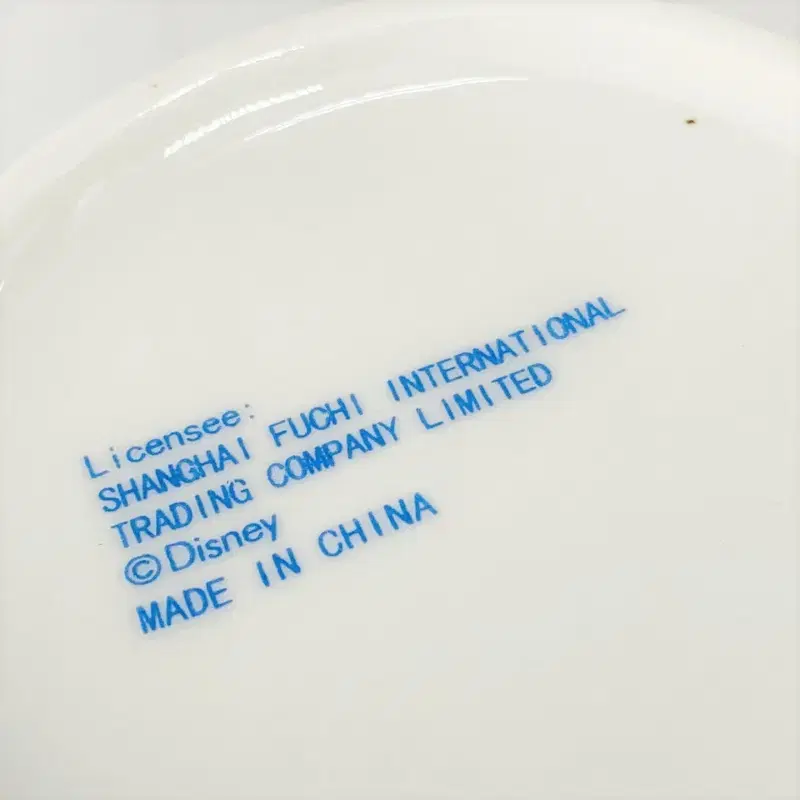 Licensee:
SHANGHAI FUCHI INTERNATIONAL
TRADING COMPANY LIMITED
©Disney
MADE IN CHINA